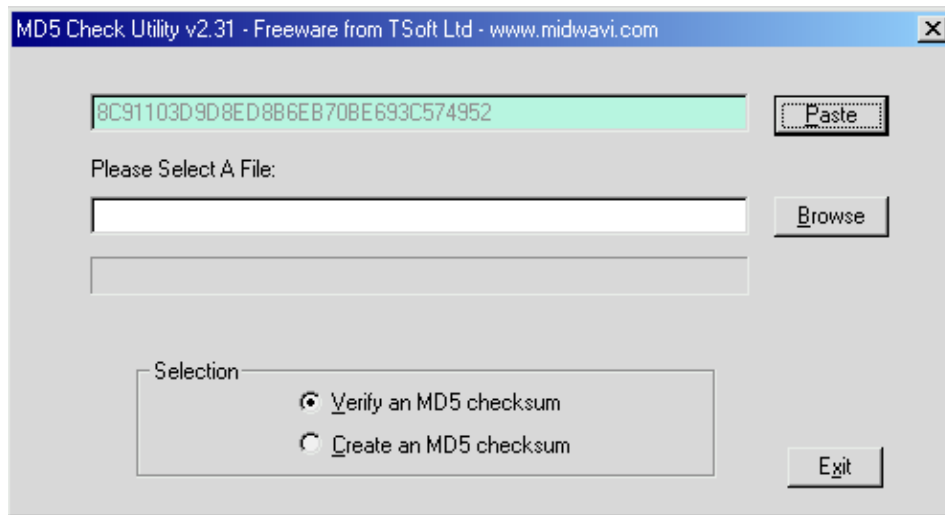 MD5 Check Utility v2.31 - Freeware from TSoft Ltd - www.midwavi.com
8C91103D9D8ED8B6EB70BE693C574952
Paste
Please Select A File:
Browse
Selection
Verify an MD5 checksum
Create an MD5 checksum
Exit